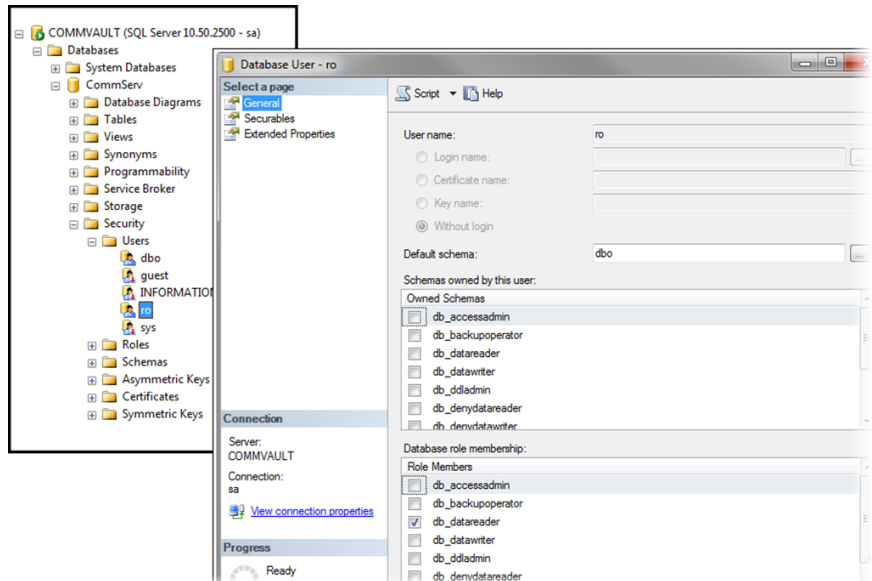 COMMVAULT (SQL Server 10.50.2500 - sa)
Databases
System Databases
CommServ
Database Diagrams
Tables
Views
Synonyms
Programmability
Service Broker
Storage
Security
Users
dbo
guest
INFORMATION
ro
sys
Roles
Schemas
Asymmetric Keys
Certificates
Symmetric Keys
Database User - ro
Select a page
General
Securables
Extended Properties
Connection
Server:
COMMVAULT
Connection:
sa
View connection properties
Progress
Ready
Script Help
User name: ro
Login name:
Certificate name:
Key name:
Without login
Default schema: dbo
Schemas owned by this user:
Owned Schemas
db_accessadmin
db_backupoperator
db_datareader
db_datawriter
db_ddladmin
db_denydatareader
db_denydatawriter
Database role membership:
Role Members
db_accessadmin
db_backupoperator
db_datareader
db_datawriter
db_ddladmin
db_denydatareader